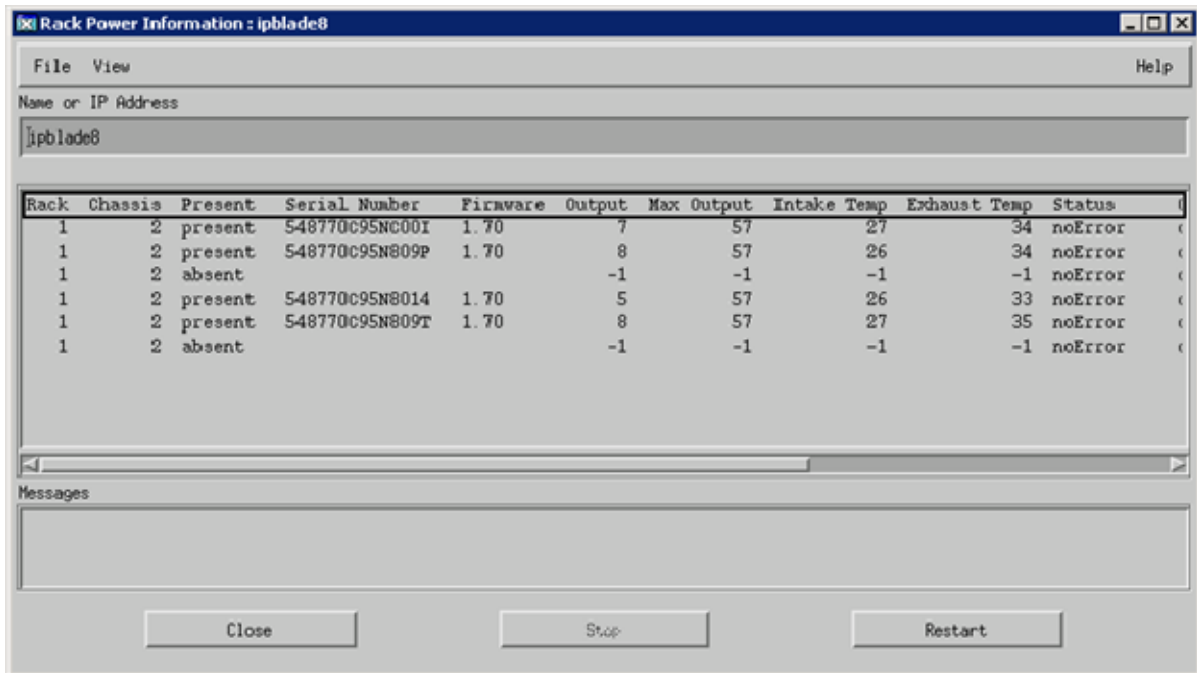 Rack Power Information : ipblade8
File View Help
Name or IP Address
ipblade8
Rack Chassis Present Serial Number Firmware Output Max Output Intake Temp Exhaust Temp Status
1 2 present 548770C95NC00I 1.70 7 57 27 34 noError
1 2 present 548770C95N809P 1.70 8 57 26 34 noError
1 2 absent -1 -1 -1 -1 noError
1 2 present 548770C95N8014 1.70 5 57 26 33 noError
1 2 present 548770C95N809T 1.70 8 57 27 35 noError
1 2 absent -1 -1 -1 -1 noError
Messages
Close Stop Restart